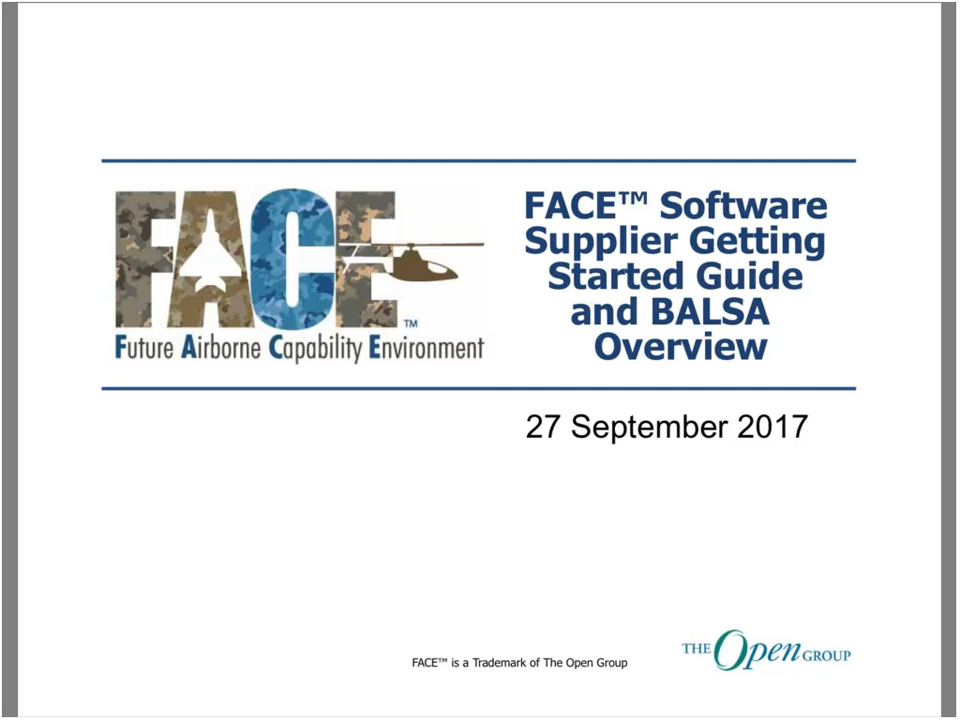 FACE™
Future Airborne Capability Environment
FACE™ Software
Supplier Getting
Started Guide
and BALSA
Overview
27 September 2017
FACE™ is a Trademark of The Open Group
THE Open GROUP